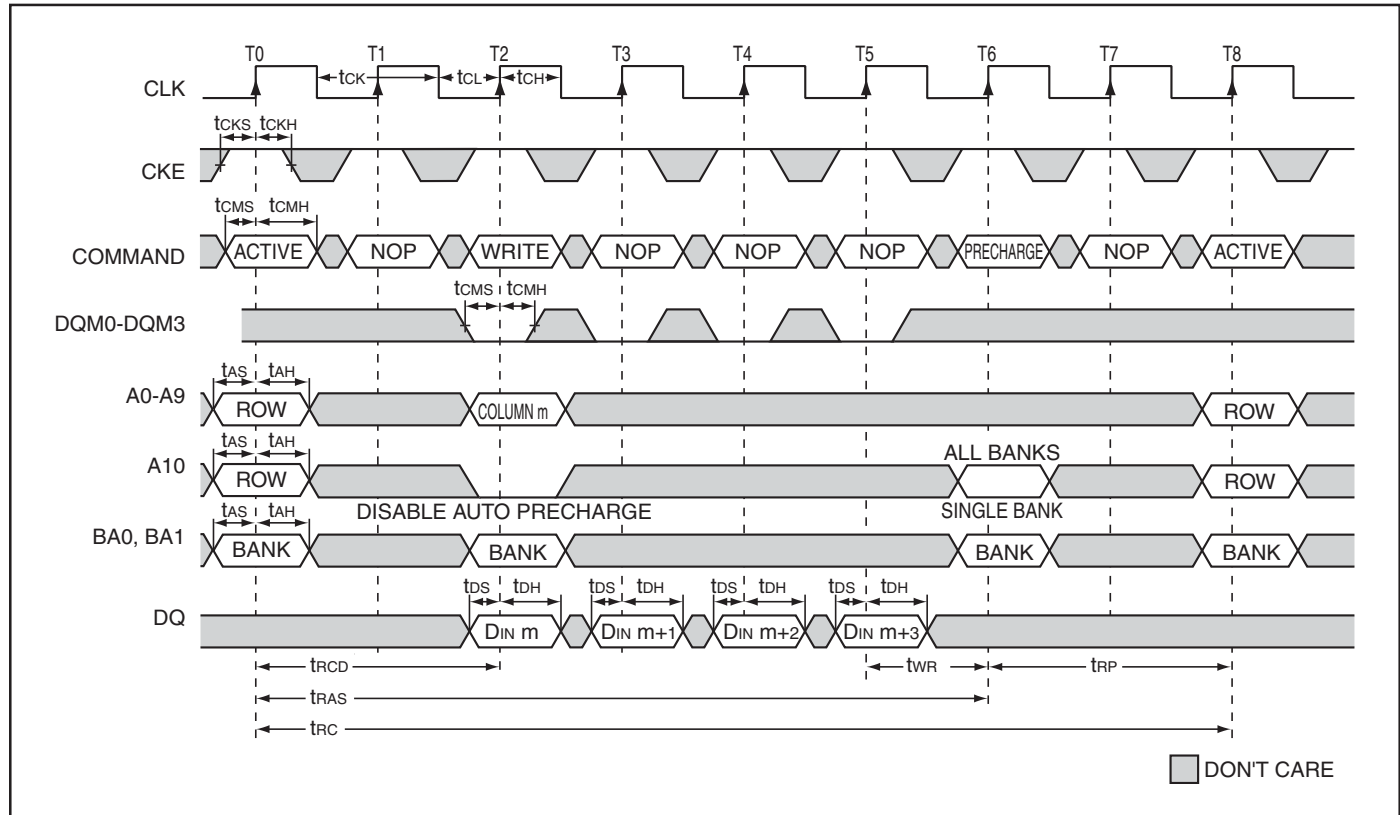 T0 T1 T2 T3 T4 T5 T6 T7 T8
CLK tCK tCL tCH
tCKS tCKH
CKE
tCMS tCMH
COMMAND ACTIVE NOP WRITE NOP NOP NOP PRECHARGE NOP ACTIVE
tCMS tCMH
DQM0-DQM3
tAS tAH
A0-A9 ROW COLUMN m ROW
tAS tAH ALL BANKS
A10 ROW ROW
tAS tAH DISABLE AUTO PRECHARGE SINGLE BANK
BA0, BA1 BANK BANK BANK BANK
tDS tDH tDS tDH tDS tDH tDS tDH
DQ DIN m DIN m+1 DIN m+2 DIN m+3
tRCD tWR tRP
tRAS
tRC
DON'T CARE